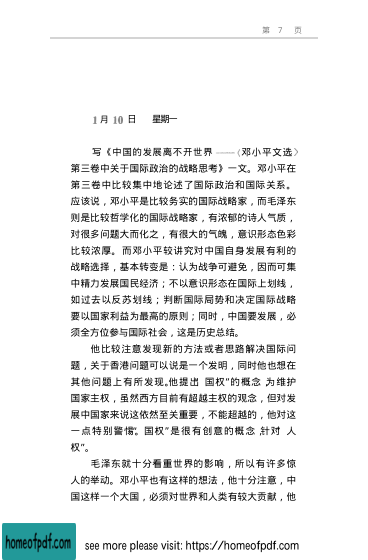 第 7 页
1 月 10 日 星期一
写《中国的发展离不开世界 ——〈邓小平文选〉
第三卷中关于国际政治的战略思考》一文。邓小平在
第三卷中比较集中地论述了国际政治和国际关系。
应该说，邓小平是比较务实的国际战略家，而毛泽东
则是比较哲学化的国际战略家，有浓郁的诗人气质，
对很多问题大而化之，有很大的气魄，意识形态色彩
比较浓厚。而邓小平较讲究对中国自身发展有利的
战略选择，基本转变是：认为战争可避免，因而可集
中精力发展国民经济；不以意识形态在国际上划线，
如过去以反苏划线；判断国际局势和决定国际战略
要以国家利益为最高的原则；同时，中国要发展，必
须全方位参与国际社会，这是历史总结。
他比较注意发现新的方法或者思路解决国际问
题，关于香港问题可以说是一个发明，同时他也想在
其他问题上有所发现。他提出 国权”的概念 为维护
国家主权，虽然西方目前有超越主权的观念，但对发
展中国家来说这依然至关重要，不能超越的，他对这
一点特别警惕“。国权”是很有创意的概念，针对 人
权”。
毛泽东就十分看重世界的影响，所以有许多惊
人的举动。邓小平也有这样的想法，他十分注意，中
国这样一个大国，必须对世界和人类有较大贡献，他
homeofpdf.com
see more please visit: https://homeofpdf.com